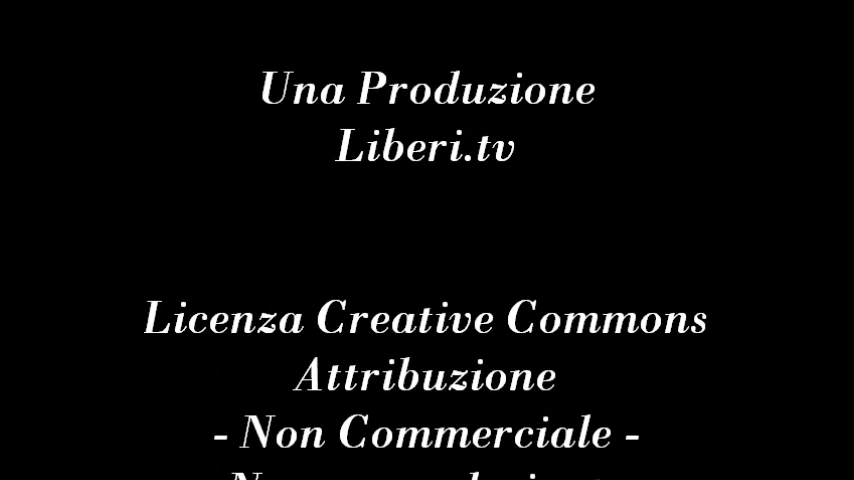 Una Produzione
Liberi.tv
Licenza Creative Commons
Attribuzione
- Non Commerciale -